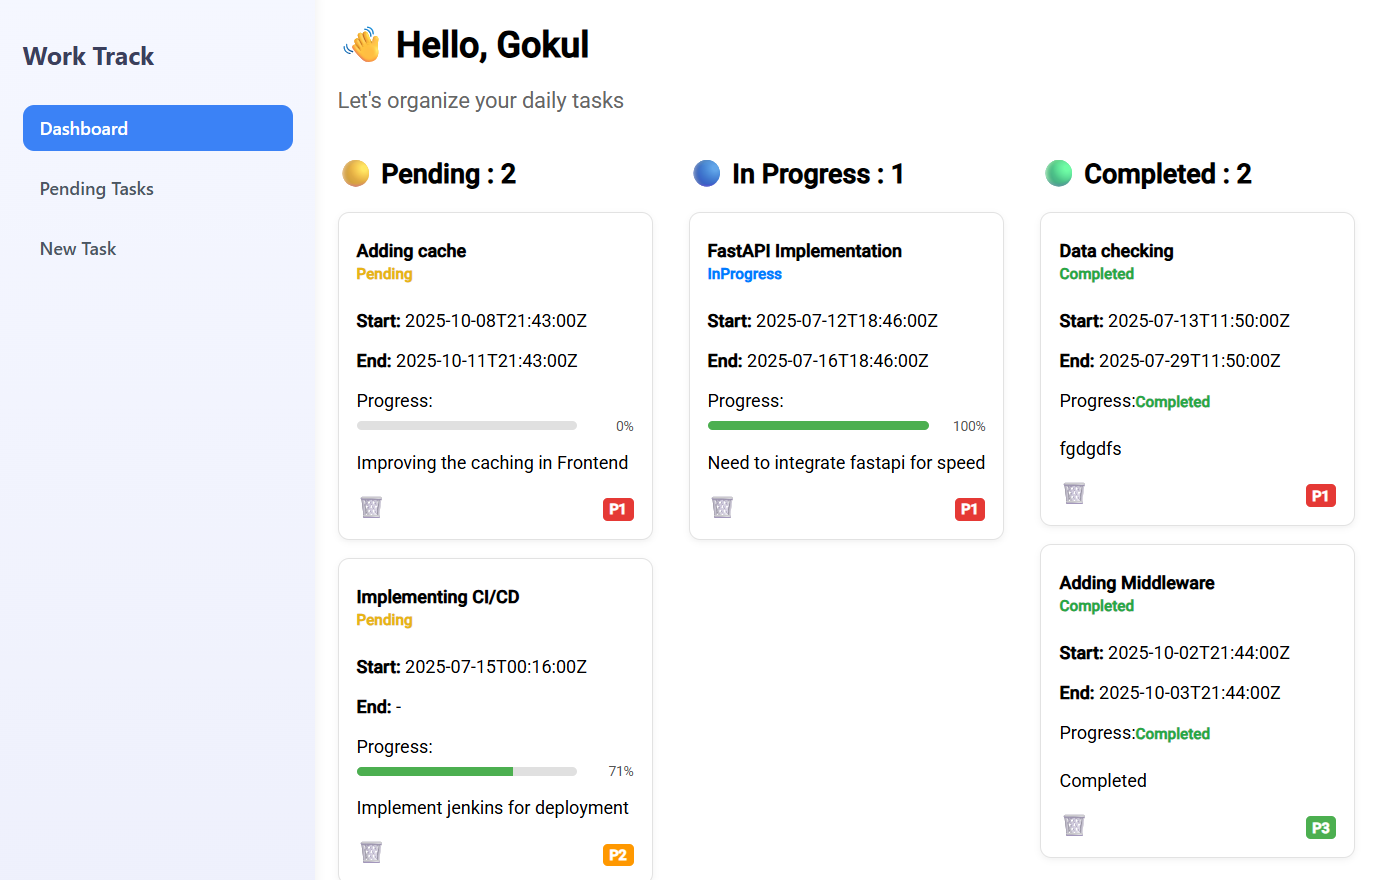 Work Track
Dashboard
Pending Tasks
New Task
Hello, Gokul
Let's organize your daily tasks
Pending : 2
Adding cache
Pending
Start: 2025-10-08T21:43:00Z
End: 2025-10-11T21:43:00Z
Progress:
0%
Improving the caching in Frontend
P1
Implementing CI/CD
Pending
Start: 2025-07-15T00:16:00Z
End: -
Progress:
71%
Implement jenkins for deployment
P2
In Progress : 1
FastAPI Implementation
InProgress
Start: 2025-07-12T18:46:00Z
End: 2025-07-16T18:46:00Z
Progress:
100%
Need to integrate fastapi for speed
P1
Completed : 2
Data checking
Completed
Start: 2025-07-13T11:50:00Z
End: 2025-07-29T11:50:00Z
Progress:Completed
fgdgdfs
P1
Adding Middleware
Completed
Start: 2025-10-02T21:44:00Z
End: 2025-10-03T21:44:00Z
Progress:Completed
Completed
P3